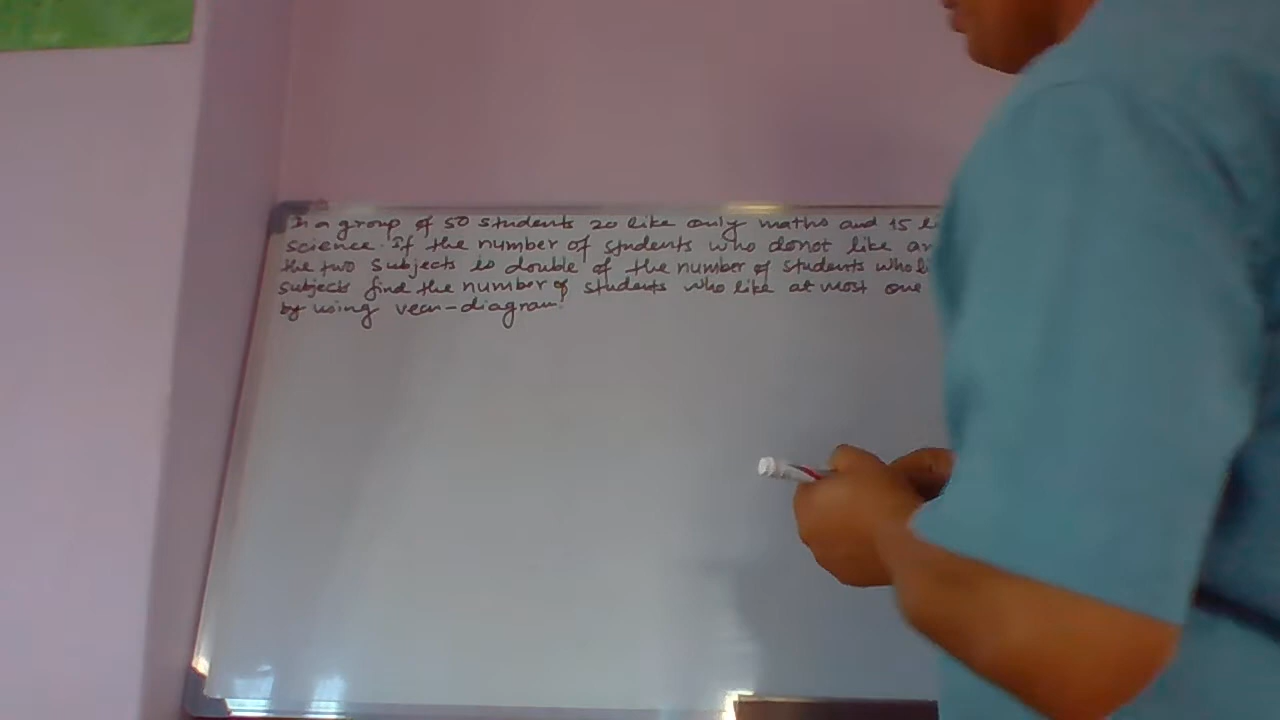 In a group of 50 students 20 like only maths and 15 li
science. If the number of students who donot like an
the two subjects is double of the number of students who li
subjects find the number of students who like at most one
by using vean-diagram.